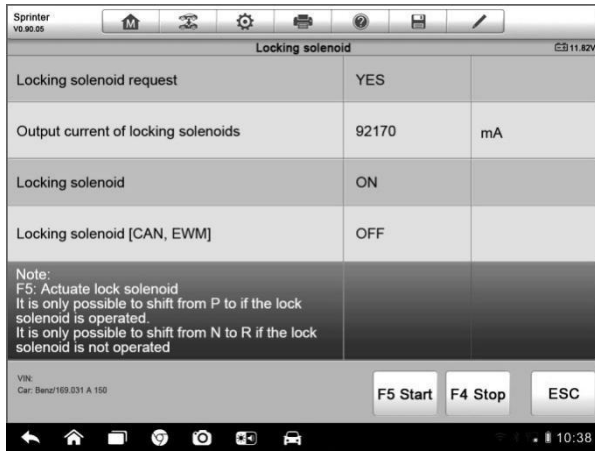 Sprinter
V0.90.05
Locking solenoid
11.82V
Locking solenoid request YES
Output current of locking solenoids 92170 mA
Locking solenoid ON
Locking solenoid [CAN, EWM] OFF
Note:
F5: Actuate lock solenoid
It is only possible to shift from P to if the lock
solenoid is operated.
It is only possible to shift from N to R if the lock
solenoid is not operated
VIN:
Car: Benz/169.031 A 150
F5 Start F4 Stop ESC
10:38